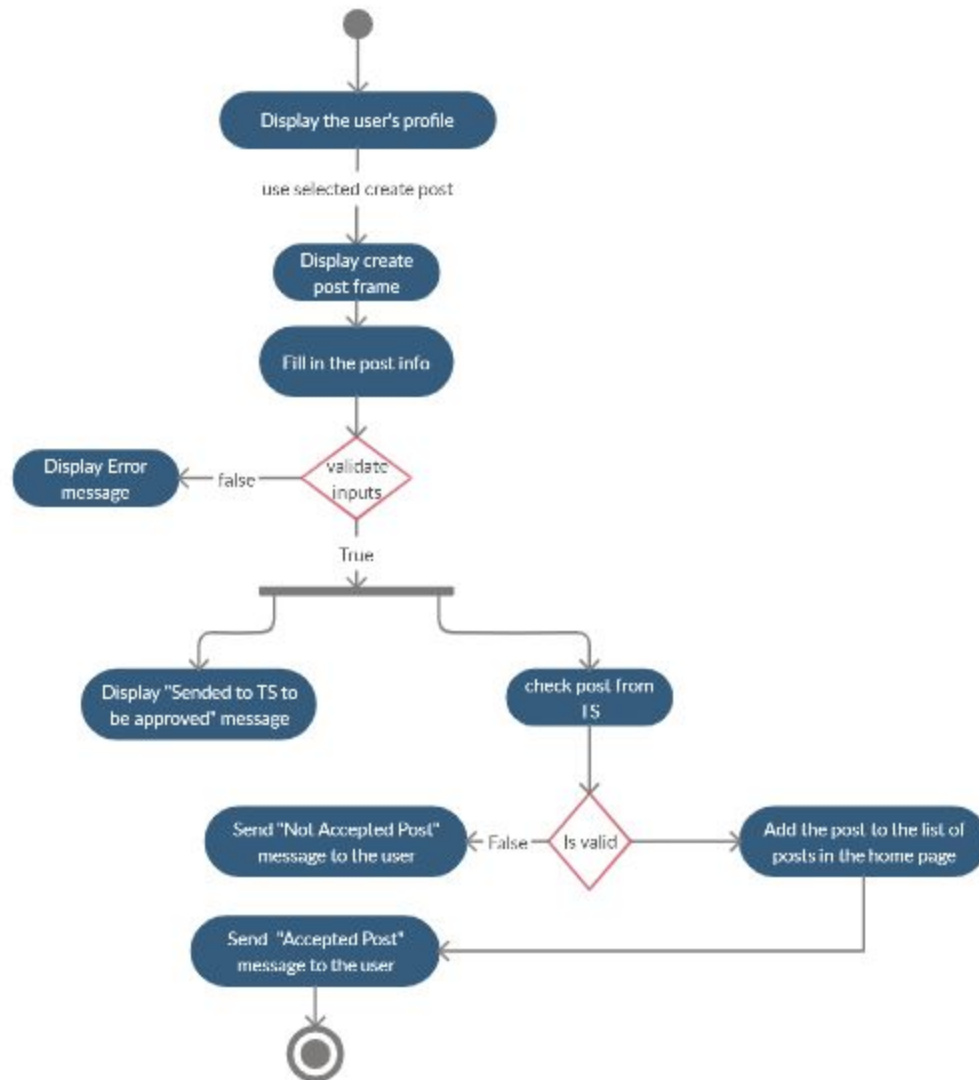 Display the user's profile
use selected create post
Display create
post frame
Fill in the post info
validate
inputs
false
Display Error
message
True
Display "Sended to TS to
be approved" message
check post from
TS
Is valid
False
Send "Not Accepted Post"
message to the user
Add the post to the list of
posts in the home page
Send "Accepted Post"
message to the user